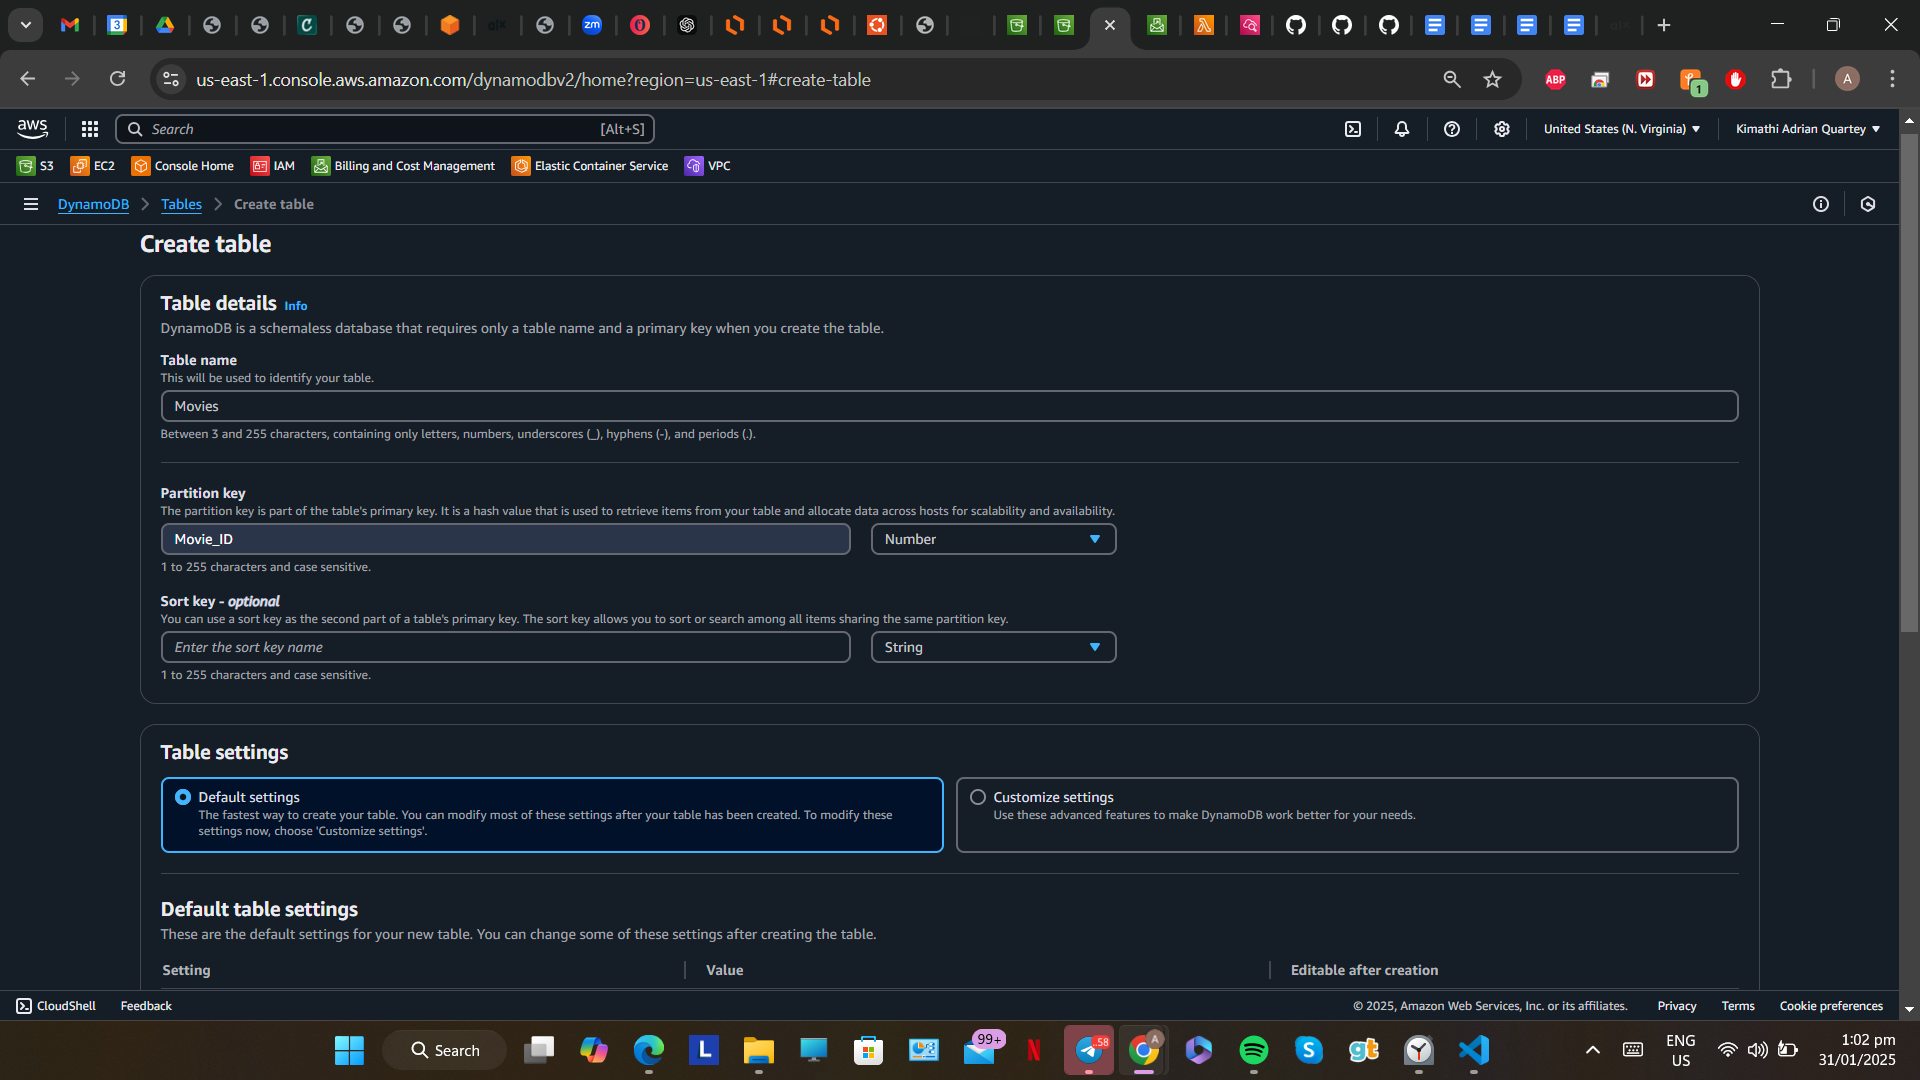 us-east-1.console.aws.amazon.com/dynamodbv2/home?region=us-east-1#create-table
ABP
1
A
aws
Search
[Alt+S]
United States (N. Virginia)
Kimathi Adrian Quartey
S3
EC2
Console Home
IAM
Billing and Cost Management
Elastic Container Service
VPC
DynamoDB
Tables
Create table
Create table
Table details Info
DynamoDB is a schemaless database that requires only a table name and a primary key when you create the table.
Table name
This will be used to identify your table.
Movies
Between 3 and 255 characters, containing only letters, numbers, underscores (_), hyphens (-), and periods (.).
Partition key
The partition key is part of the table's primary key. It is a hash value that is used to retrieve items from your table and allocate data across hosts for scalability and availability.
Movie_ID
Number
1 to 255 characters and case sensitive.
Sort key - optional
You can use a sort key as the second part of a table's primary key. The sort key allows you to sort or search among all items sharing the same partition key.
Enter the sort key name
String
1 to 255 characters and case sensitive.
Table settings
Default settings
The fastest way to create your table. You can modify most of these settings after your table has been created. To modify these
settings now, choose 'Customize settings'.
Customize settings
Use these advanced features to make DynamoDB work better for your needs.
Default table settings
These are the default settings for your new table. You can change some of these settings after creating the table.
Setting
Value
Editable after creation
CloudShell
Feedback
© 2025, Amazon Web Services, Inc. or its affiliates.
Privacy
Terms
Cookie preferences
Search
99+
ENG
US
1:02 pm
31/01/2025